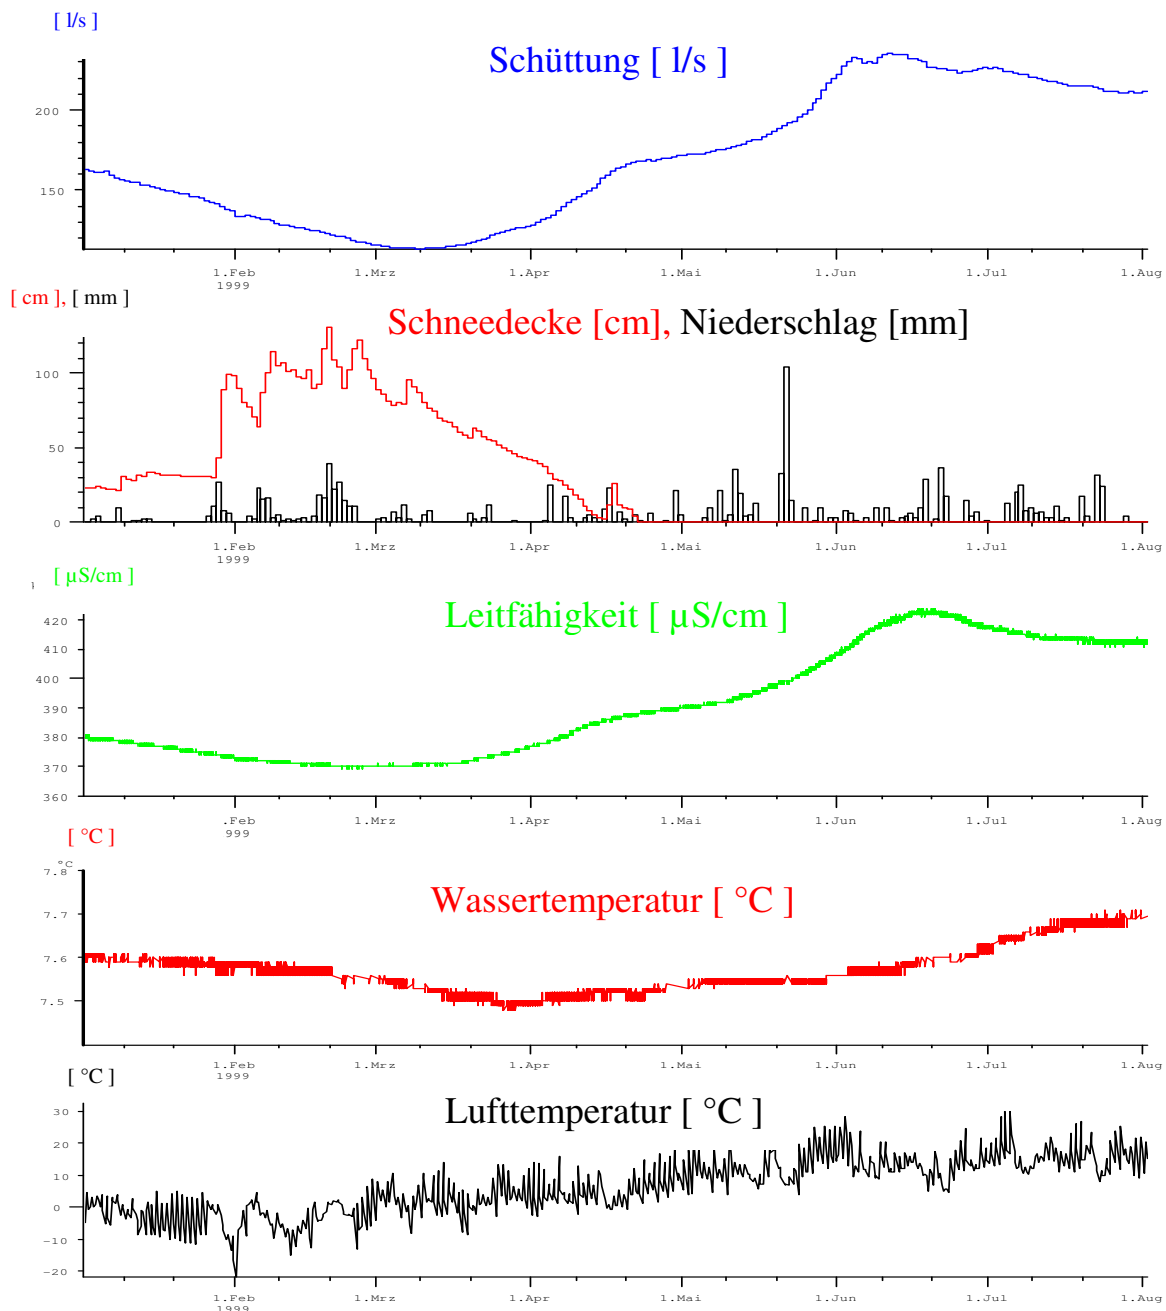 [ l/s ]
Schüttung [ l/s ]
200
150
1.Feb 1.Mrz 1.Apr 1.Mai 1.Jun 1.Jul 1.Aug
1999
[ cm ], [ mm ]
Schneedecke [cm], Niederschlag [mm]
100
50
0
1.Feb 1.Mrz 1.Apr 1.Mai 1.Jun 1.Jul 1.Aug
1999
[ µS/cm ]
Leitfähigkeit [ µS/cm ]
420
410
400
390
380
370
360
.Feb 1.Mrz 1.Apr 1.Mai 1.Jun 1.Jul 1.Aug
999
[ °C ]
°C
7.8
Wassertemperatur [ °C ]
7.7
7.6
7.5
1.Feb 1.Mrz 1.Apr 1.Mai 1.Jun 1.Jul 1.Aug
1999
[ °C ]
Lufttemperatur [ °C ]
30
20
10
0
-10
-20
1.Feb 1.Mrz 1.Apr 1.Mai 1.Jun 1.Jul 1.Aug
1999